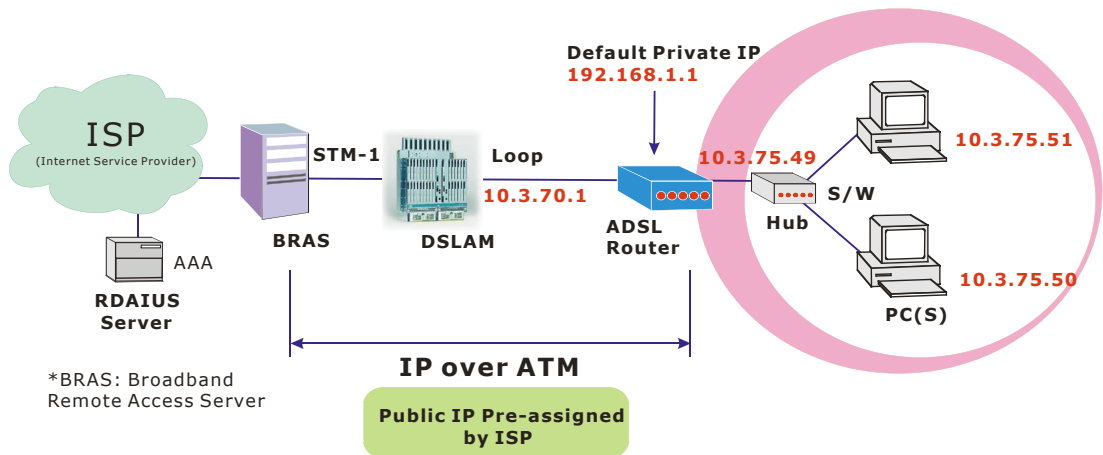 Default Private IP
192.168.1.1
ISP
(Internet Service Provider)
STM-1
Loop
10.3.70.1
10.3.75.49
10.3.75.51
S/W
Hub
BRAS
DSLAM
ADSL
Router
AAA
RDAIUS
Server
10.3.75.50
PC(S)
IP over ATM
*BRAS: Broadband
Remote Access Server
Public IP Pre-assigned
by ISP